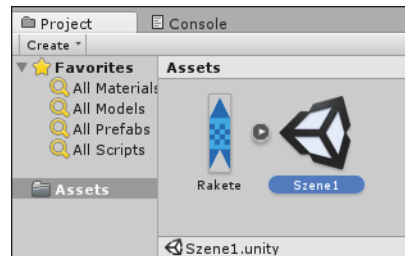 Project
Console
Create
Favorites
All Materials
All Models
All Prefabs
All Scripts
Assets
Assets
Rakete
Szene1
Szene1.unity